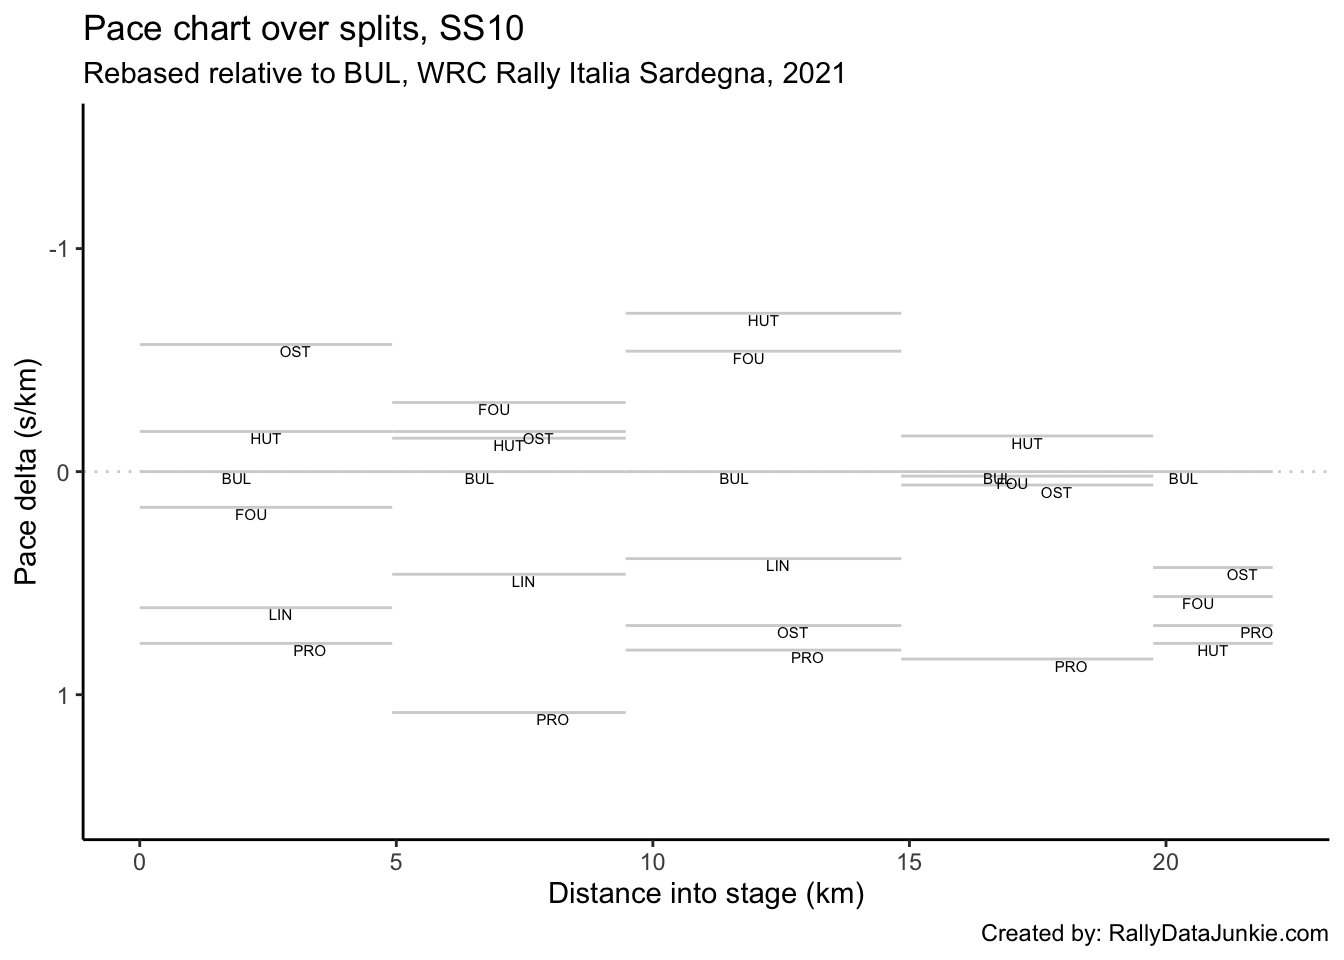 Pace chart over splits, SS10
Rebased relative to BUL, WRC Rally Italia Sardegna, 2021
Pace delta (s/km)
-1
0
1
HUT
OST
FOU
FOU
HUT
OST
HUT
HUT
BUL
BUL
BUL
BUL
FOU
BUL
OST
FOU
LIN
LIN
OST
FOU
LIN
OST
PRO
PRO
PRO
HUT
PRO
PRO
0
5
10
15
20
Distance into stage (km)
Created by: RallyDataJunkie.com